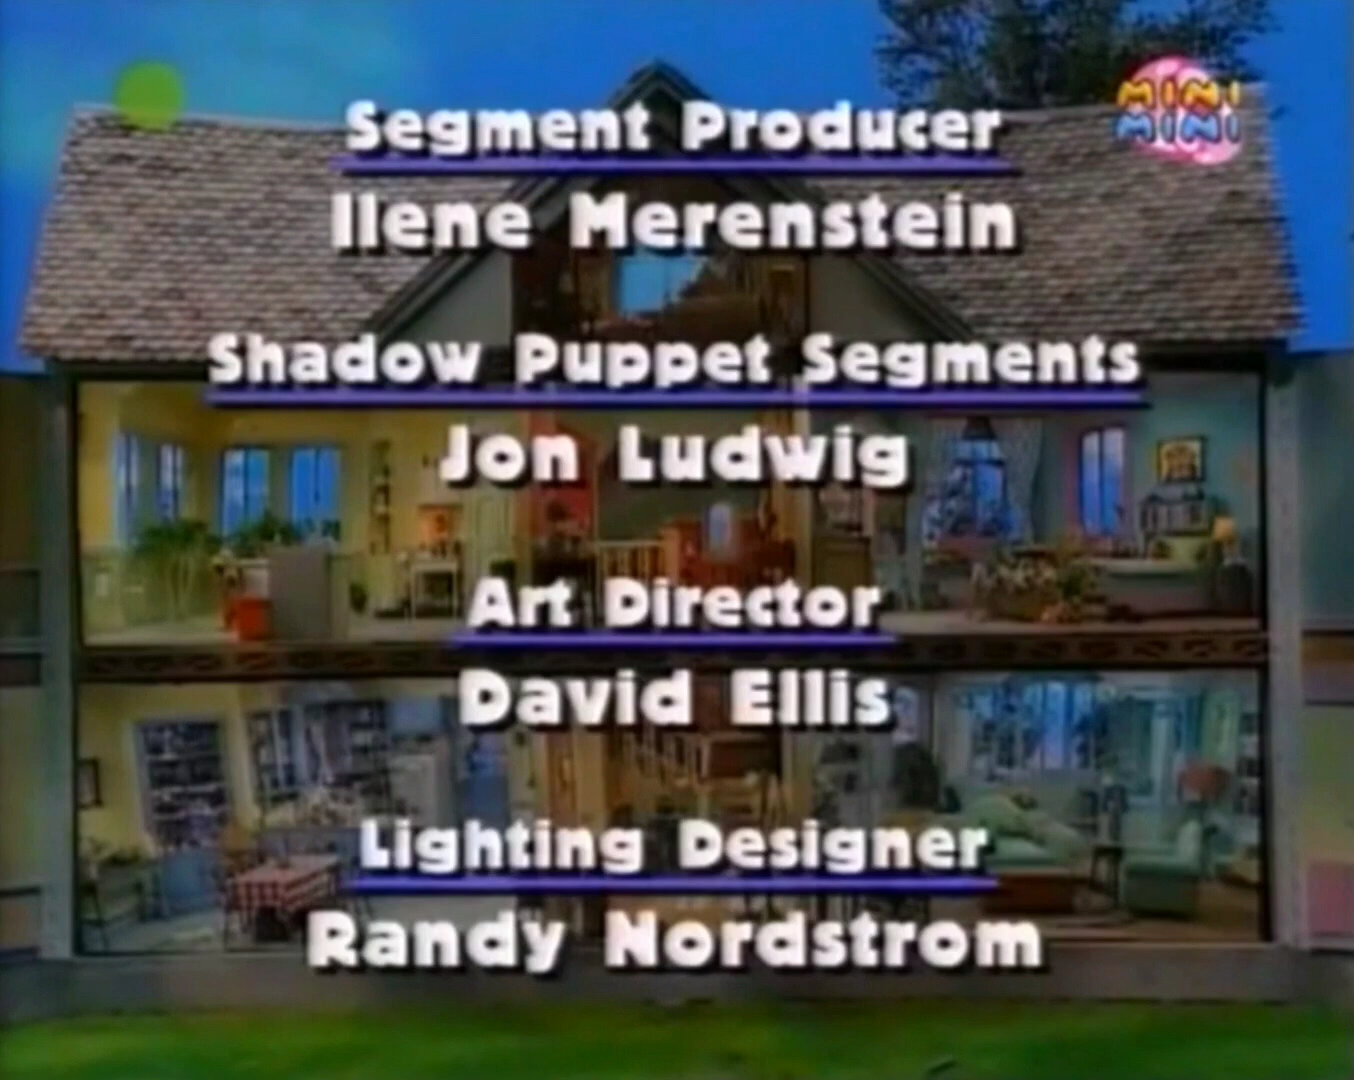 MINI
MINI
Segment Producer
Ilene Merenstein
Shadow Puppet Segments
Jon Ludwig
Art Director
David Ellis
Lighting Designer
Randy Nordstrom